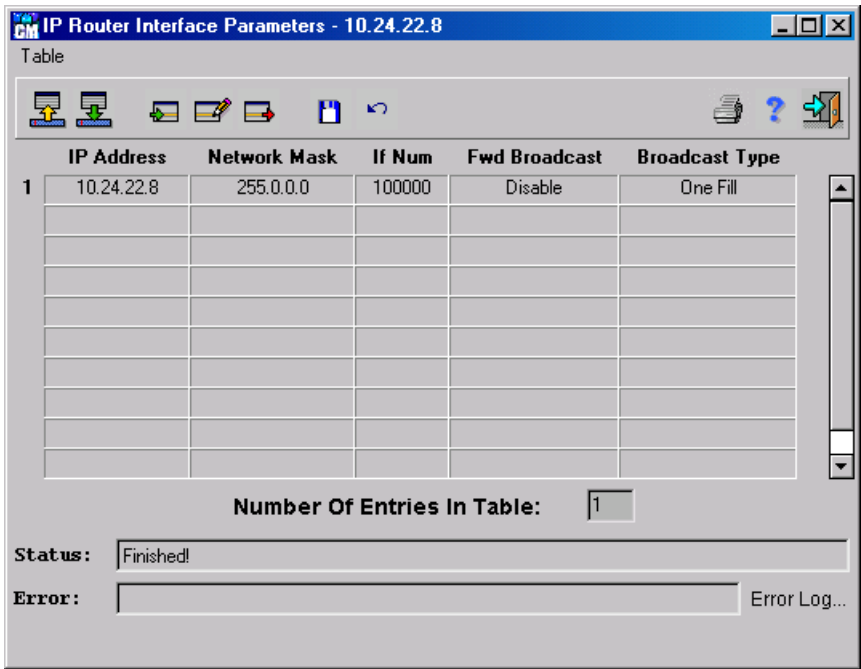 GM IP Router Interface Parameters - 10.24.22.8
Table
IP Address Network Mask If Num Fwd Broadcast Broadcast Type
1 10.24.22.8 255.0.0.0 100000 Disable One Fill
Number Of Entries In Table: 1
Status: Finished!
Error: Error Log...